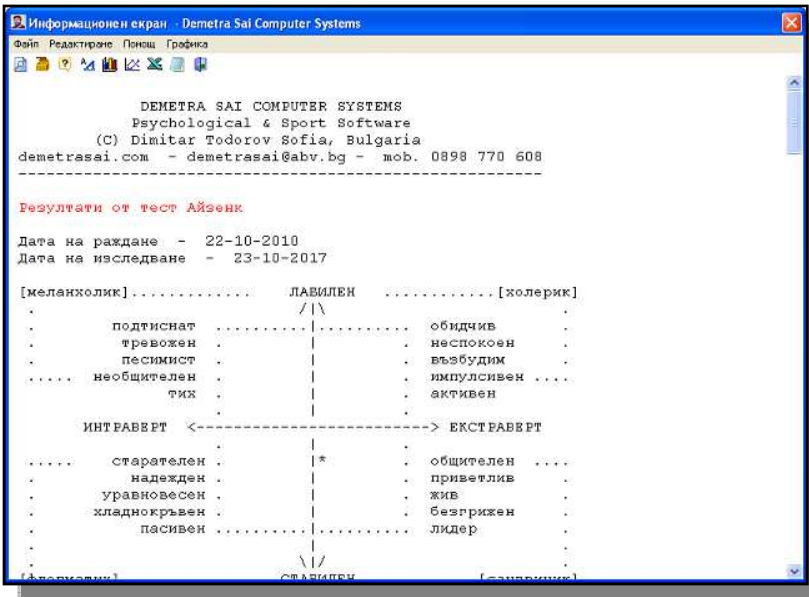 Информационен екран - Demetra Sai Computer Systems
Файл Редактиране Помощ Графика
DEMETRA SAI COMPUTER SYSTEMS
Psychological & Sport Software
(C) Dimitar Todorov Sofia, Bulgaria
demetrasai.com - demetrasai@abv.bg - mob. 0898 770 608
------------------------------------------------------
Резултати от тест Айзенк
Дата на раждане - 22-10-2010
Дата на изследване - 23-10-2017
[меланхолик]............. ЛАБИЛЕН ............[холерик]
. /|\ .
. подтиснат ..........|.......... обидчив .
. тревожен . | . неспокоен .
. песимист . | . възбудим .
..... необщителен . | . импулсивен ....
тих . | . активен
. | .
ИНТРАВЕРТ <---------------------------> ЕКСТРАВЕРТ
. | .
..... старателен . |* . общителен ....
. надежден . | . приветлив .
. уравновесен . | . жив .
. хладнокръвен . | . безгрижен .
. пасивен ..........|.......... лидер .
. | .
. \|/ .
[флегматик] СТАБИЛЕН [сангвиник]